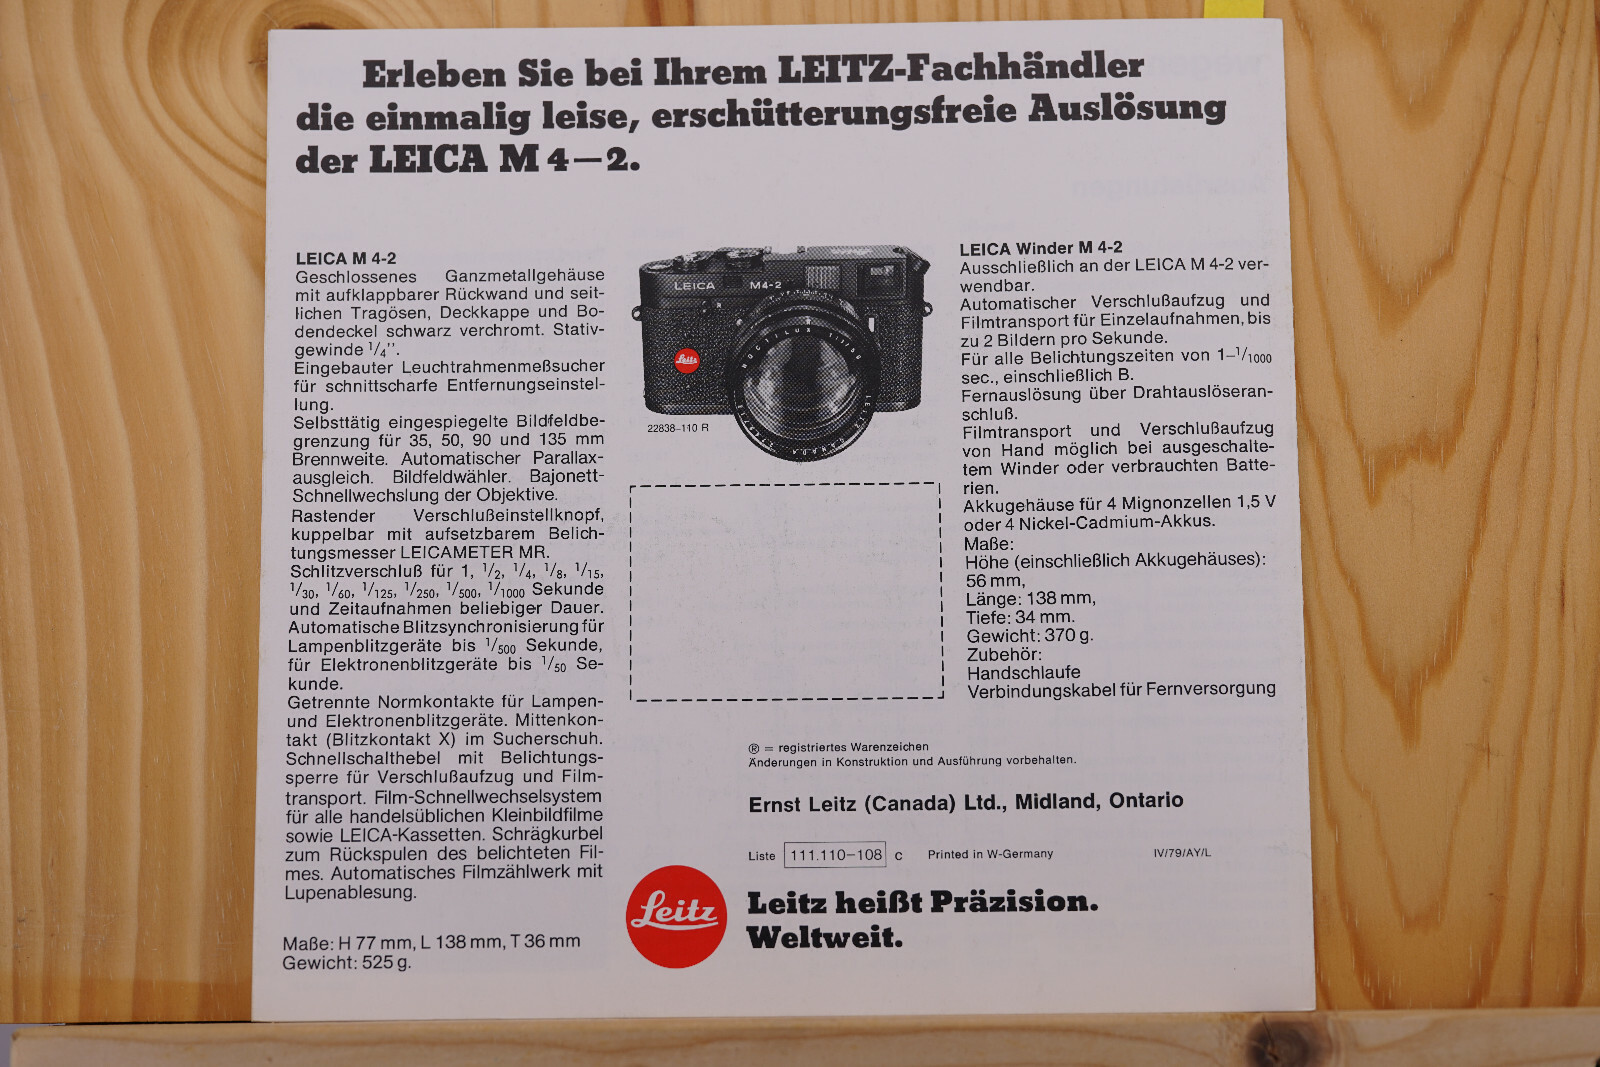 Erleben Sie bei Ihrem LEITZ-Fachhändler
die einmalig leise, erschütterungsfreie Auslösung
der LEICA M 4–2.
LEICA M 4-2
Geschlossenes Ganzmetallgehäuse
mit aufklappbarer Rückwand und seit-
lichen Tragösen, Deckkappe und Bo-
dendeckel schwarz verchromt. Stativ-
gewinde 1/4".
Eingebauter Leuchtrahmenmeßsucher
für schnittscharfe Entfernungseinstel-
lung.
Selbsttätig eingespiegelte Bildfeldbe-
grenzung für 35, 50, 90 und 135 mm
Brennweite. Automatischer Parallax-
ausgleich. Bildfeldwähler. Bajonett-
Schnellwechslung der Objektive.
Rastender Verschlußeinstellknopf,
kuppelbar mit aufsetzbarem Belich-
tungsmesser LEICAMETER MR.
Schlitzverschluß für 1, 1/2, 1/4, 1/8, 1/15,
1/30, 1/60, 1/125, 1/250, 1/500, 1/1000 Sekunde
und Zeitaufnahmen beliebiger Dauer.
Automatische Blitzsynchronisierung für
Lampenblitzgeräte bis 1/500 Sekunde,
für Elektronenblitzgeräte bis 1/50 Se-
kunde.
Getrennte Normkontakte für Lampen-
und Elektronenblitzgeräte. Mittenkon-
takt (Blitzkontakt X) im Sucherschuh.
Schnellschalthebel mit Belichtungs-
sperre für Verschlußaufzug und Film-
transport. Film-Schnellwechselsystem
für alle handelsüblichen Kleinbildfilme
sowie LEICA-Kassetten. Schrägkurbel
zum Rückspulen des belichteten Fil-
mes. Automatisches Filmzählwerk mit
Lupenablesung.
Maße: H 77 mm, L 138 mm, T 36 mm
Gewicht: 525 g.
LEICA M4-2
NOCTILUX 1:1/50
LEITZ CANADA
Leitz
22838–110 R
LEICA Winder M 4-2
Ausschließlich an der LEICA M 4-2 ver-
wendbar.
Automatischer Verschlußaufzug und
Filmtransport für Einzelaufnahmen, bis
zu 2 Bildern pro Sekunde.
Für alle Belichtungszeiten von 1–1/1000
sec., einschließlich B.
Fernauslösung über Drahtauslöseran-
schluß.
Filmtransport und Verschlußaufzug
von Hand möglich bei ausgeschalte-
tem Winder oder verbrauchten Batte-
rien.
Akkugehäuse für 4 Mignonzellen 1,5 V
oder 4 Nickel-Cadmium-Akkus.
Maße:
Höhe (einschließlich Akkugehäuses):
56 mm,
Länge: 138 mm,
Tiefe: 34 mm.
Gewicht: 370 g.
Zubehör:
Handschlaufe
Verbindungskabel für Fernversorgung
® = registriertes Warenzeichen
Änderungen in Konstruktion und Ausführung vorbehalten.
Ernst Leitz (Canada) Ltd., Midland, Ontario
Liste 111.110–108 c Printed in W-Germany IV/79/AY/L
Leitz
Leitz heißt Präzision.
Weltweit.